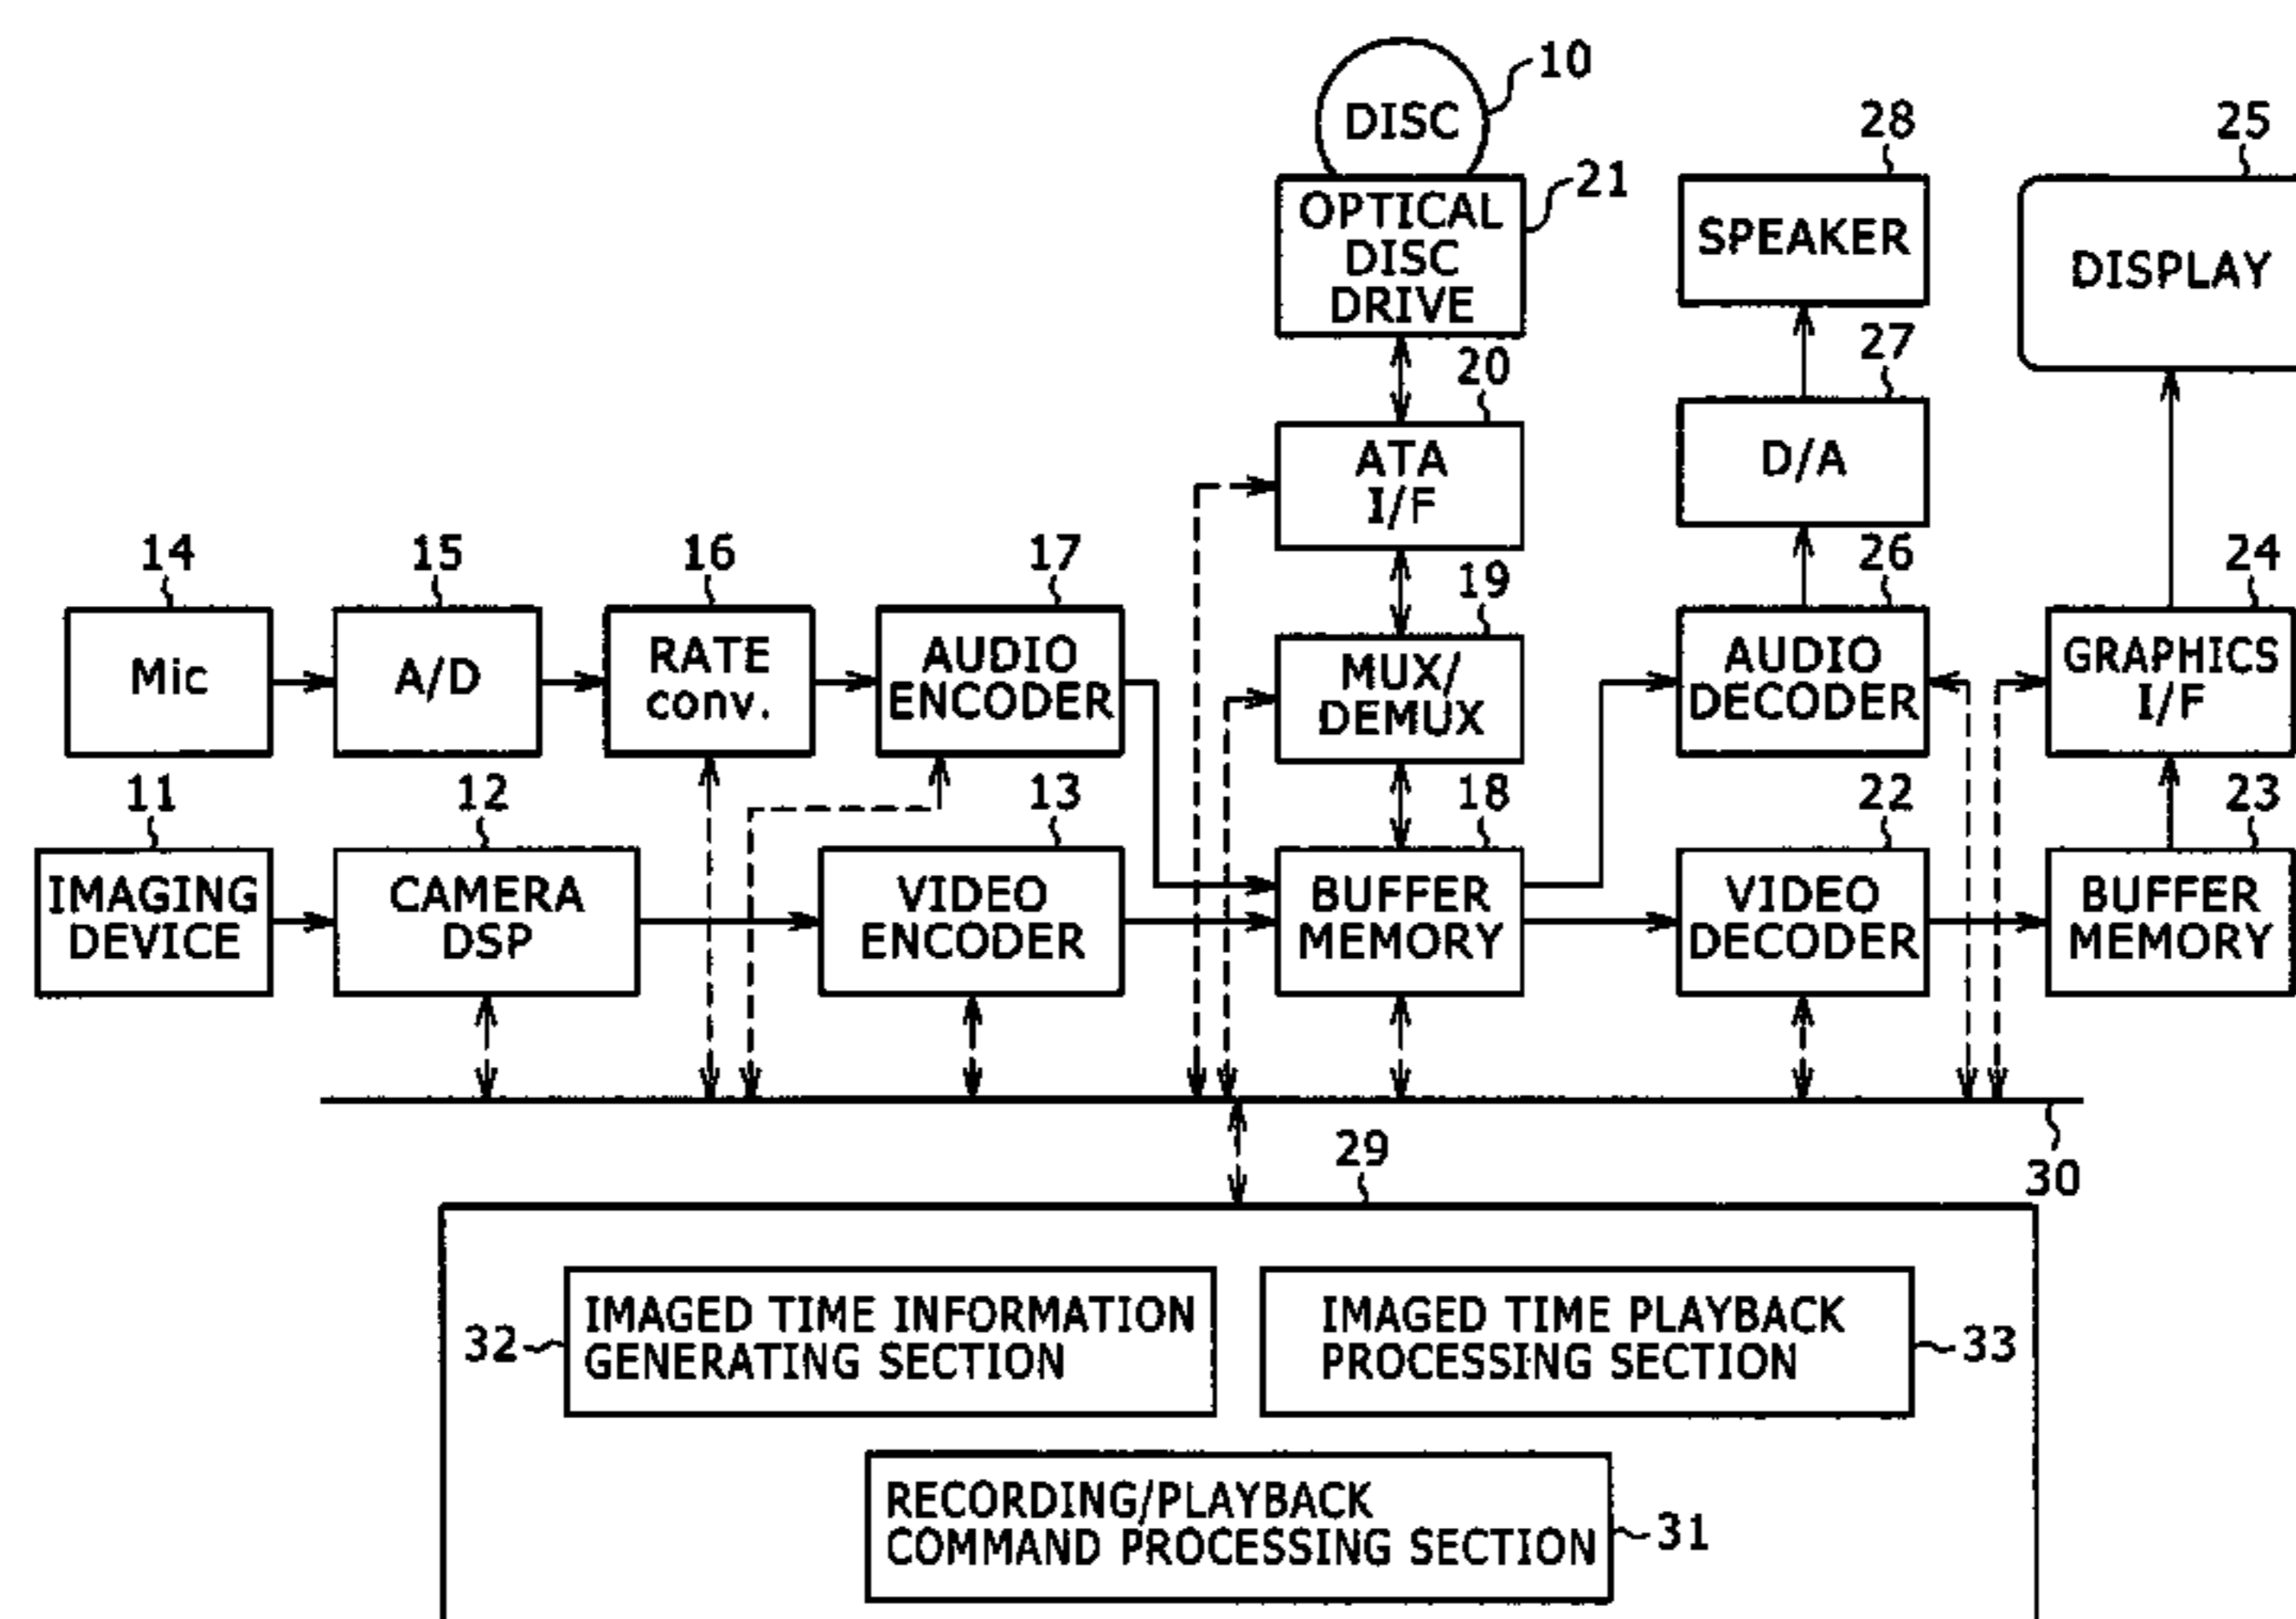 10
DISC
28
25
21
OPTICAL
DISC
DRIVE
SPEAKER
DISPLAY
27
20
ATA
I/F
D/A
14
15
16
17
19
26
24
Mic
A/D
RATE
conv.
AUDIO
ENCODER
MUX/
DEMUX
AUDIO
DECODER
GRAPHICS
I/F
11
12
13
18
22
23
IMAGING
DEVICE
CAMERA
DSP
VIDEO
ENCODER
BUFFER
MEMORY
VIDEO
DECODER
BUFFER
MEMORY
29
30
32
IMAGED TIME INFORMATION
GENERATING SECTION
IMAGED TIME PLAYBACK
PROCESSING SECTION
33
RECORDING/PLAYBACK
COMMAND PROCESSING SECTION
31